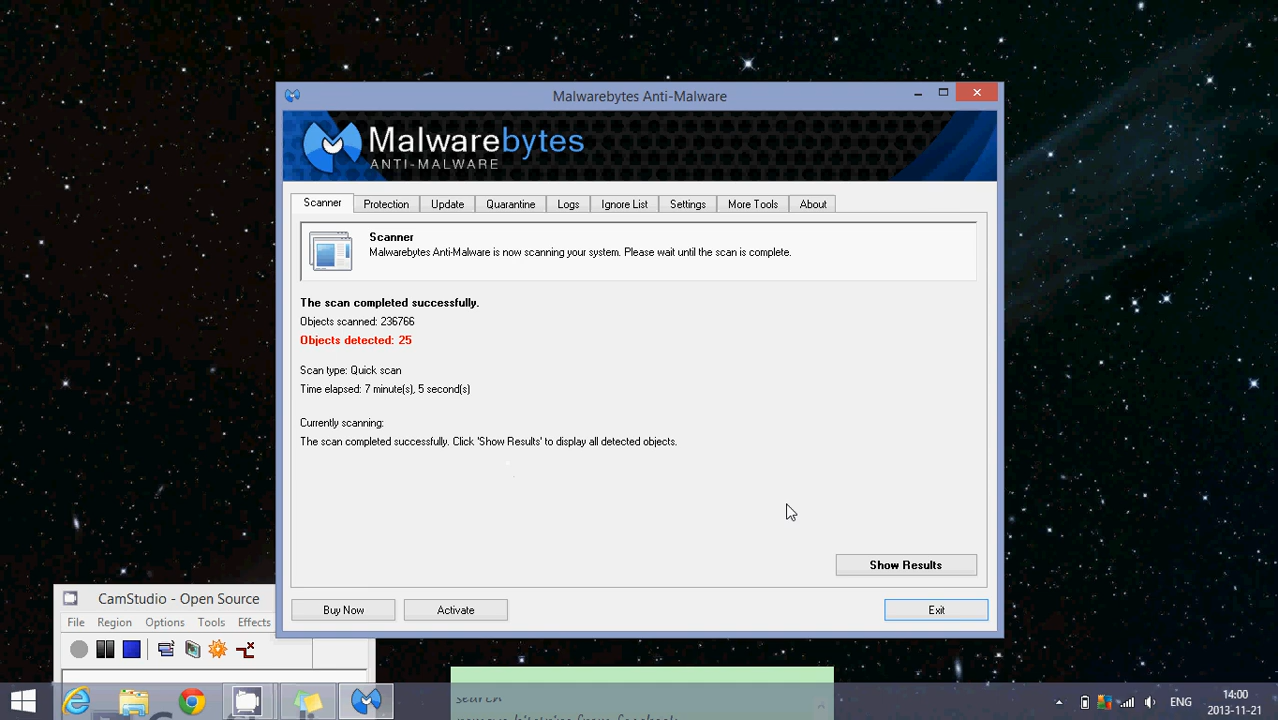 Malwarebytes Anti-Malware
Malwarebytes
ANTI-MALWARE
Scanner
Protection
Update
Quarantine
Logs
Ignore List
Settings
More Tools
About
Scanner
Malwarebytes Anti-Malware is now scanning your system. Please wait until the scan is complete.
The scan completed successfully.
Objects scanned: 236766
Objects detected: 25
Scan type: Quick scan
Time elapsed: 7 minute(s), 5 second(s)
Currently scanning:
The scan completed successfully. Click 'Show Results' to display all detected objects.
Show Results
Buy Now
Activate
Exit
CamStudio - Open Source
File
Region
Options
Tools
Effects
search
ENG
14:00
2013-11-21